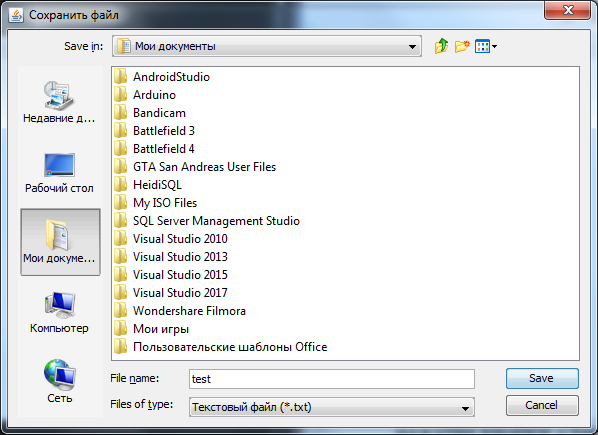 Сохранить файл
Save in: Мои документы
Недавние д...
Рабочий стол
Мои докуме...
Компьютер
Сеть
AndroidStudio
Arduino
Bandicam
Battlefield 3
Battlefield 4
GTA San Andreas User Files
HeidiSQL
My ISO Files
SQL Server Management Studio
Visual Studio 2010
Visual Studio 2013
Visual Studio 2015
Visual Studio 2017
Wondershare Filmora
Мои игры
Пользовательские шаблоны Office
File name: test Save
Files of type: Текстовый файл (*.txt) Cancel